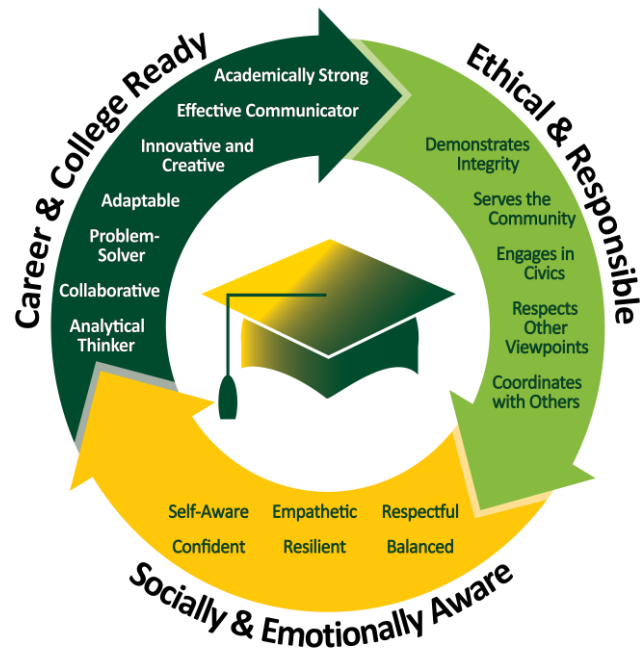 Career & College Ready
Academically Strong
Effective Communicator
Innovative and
Creative
Adaptable
Problem-
Solver
Collaborative
Analytical
Thinker
Ethical & Responsible
Demonstrates
Integrity
Serves the
Community
Engages in
Civics
Respects
Other
Viewpoints
Coordinates
with Others
Self-Aware Empathetic Respectful
Confident Resilient Balanced
Socially & Emotionally Aware